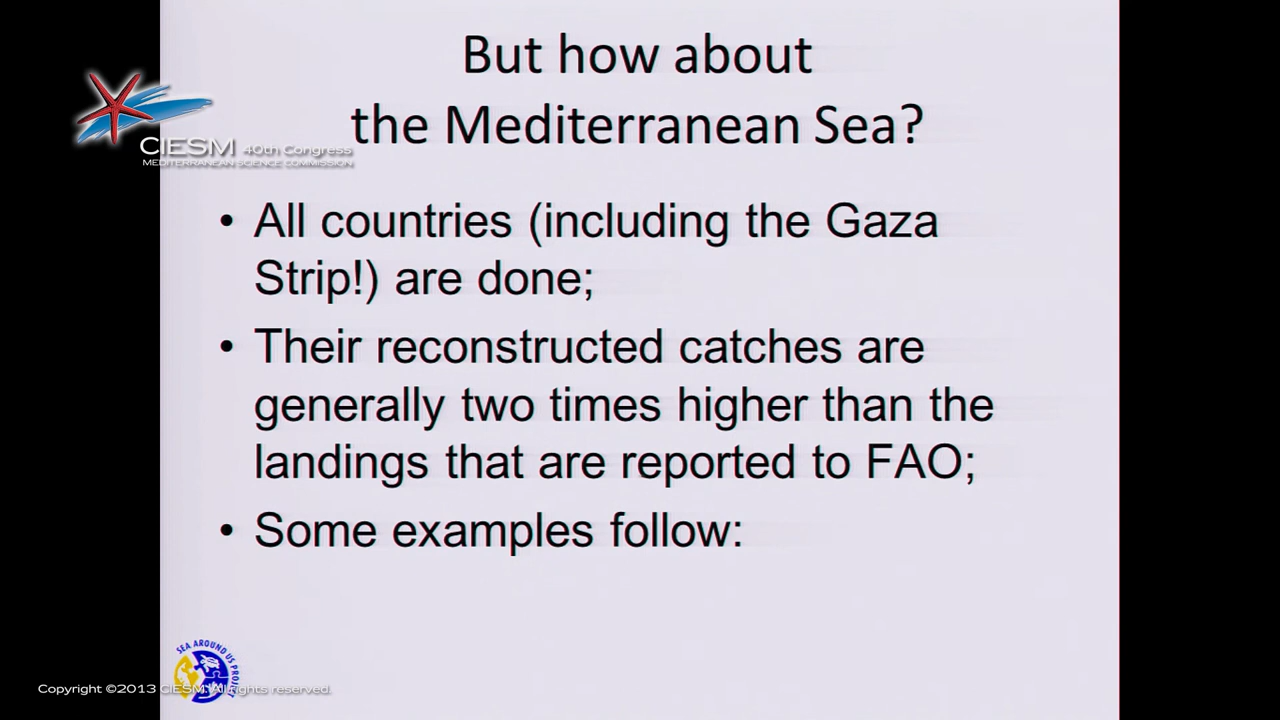 But how about
the Mediterranean Sea?
CIESM 40th Congress
MEDITERRANEAN SCIENCE COMMISSION
• All countries (including the Gaza
Strip!) are done;
• Their reconstructed catches are
generally two times higher than the
landings that are reported to FAO;
• Some examples follow:
SEA AROUND US PROJECT
Copyright ©2013 CIESM. All rights reserved.